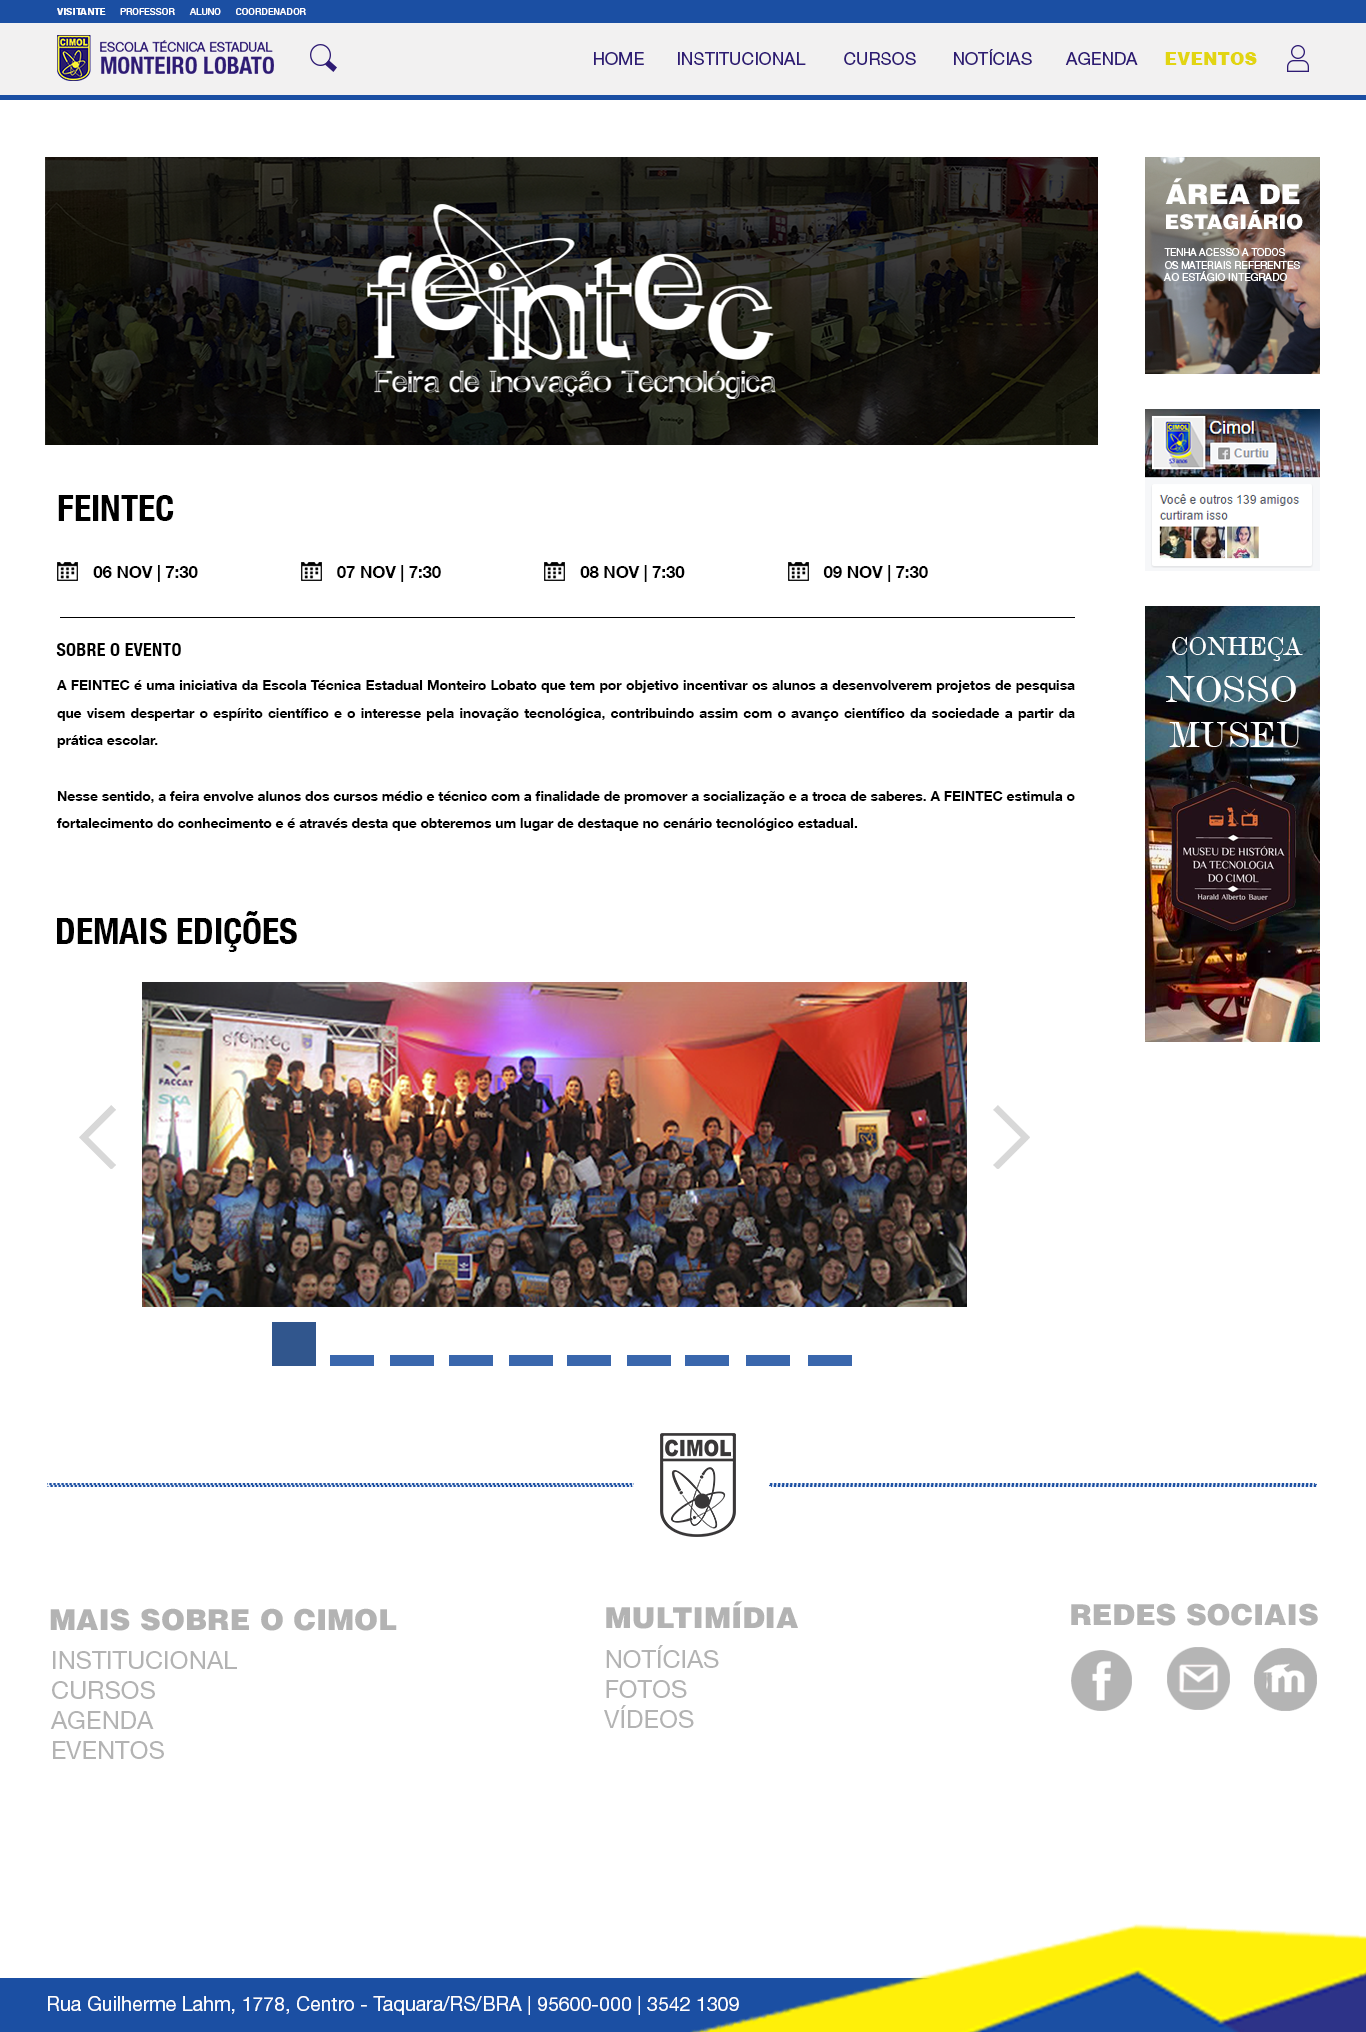 VISITANTE PROFESSOR ALUNO COORDENADOR
CIMOL
ESCOLA TÉCNICA ESTADUAL
MONTEIRO LOBATO
HOME INSTITUCIONAL CURSOS NOTÍCIAS AGENDA EVENTOS
feintec
Feira de Inovação Tecnológica
ÁREA DE
ESTAGIÁRIO
TENHA ACESSO A TODOS
OS MATERIAIS REFERENTES
AO ESTÁGIO INTEGRADO
CIMOL
Cimol
Curtiu
Você e outros 139 amigos
curtiram isso
FEINTEC
06 NOV | 7:30
07 NOV | 7:30
08 NOV | 7:30
09 NOV | 7:30
SOBRE O EVENTO
A FEINTEC é uma iniciativa da Escola Técnica Estadual Monteiro Lobato que tem por objetivo incentivar os alunos a desenvolverem projetos de pesquisa
que visem despertar o espírito científico e o interesse pela inovação tecnológica, contribuindo assim com o avanço científico da sociedade a partir da
prática escolar.
Nesse sentido, a feira envolve alunos dos cursos médio e técnico com a finalidade de promover a socialização e a troca de saberes. A FEINTEC estimula o
fortalecimento do conhecimento e é através desta que obteremos um lugar de destaque no cenário tecnológico estadual.
CONHEÇA
NOSSO
MUSEU
MUSEU DE HISTÓRIA
DA TECNOLOGIA
DO CIMOL
Harald Alberto Bauer
DEMAIS EDIÇÕES
feintec
FACCAT
SKA
CIMOL
MAIS SOBRE O CIMOL
INSTITUCIONAL
CURSOS
AGENDA
EVENTOS
MULTIMÍDIA
NOTÍCIAS
FOTOS
VÍDEOS
REDES SOCIAIS
Rua Guilherme Lahm, 1778, Centro - Taquara/RS/BRA | 95600-000 | 3542 1309